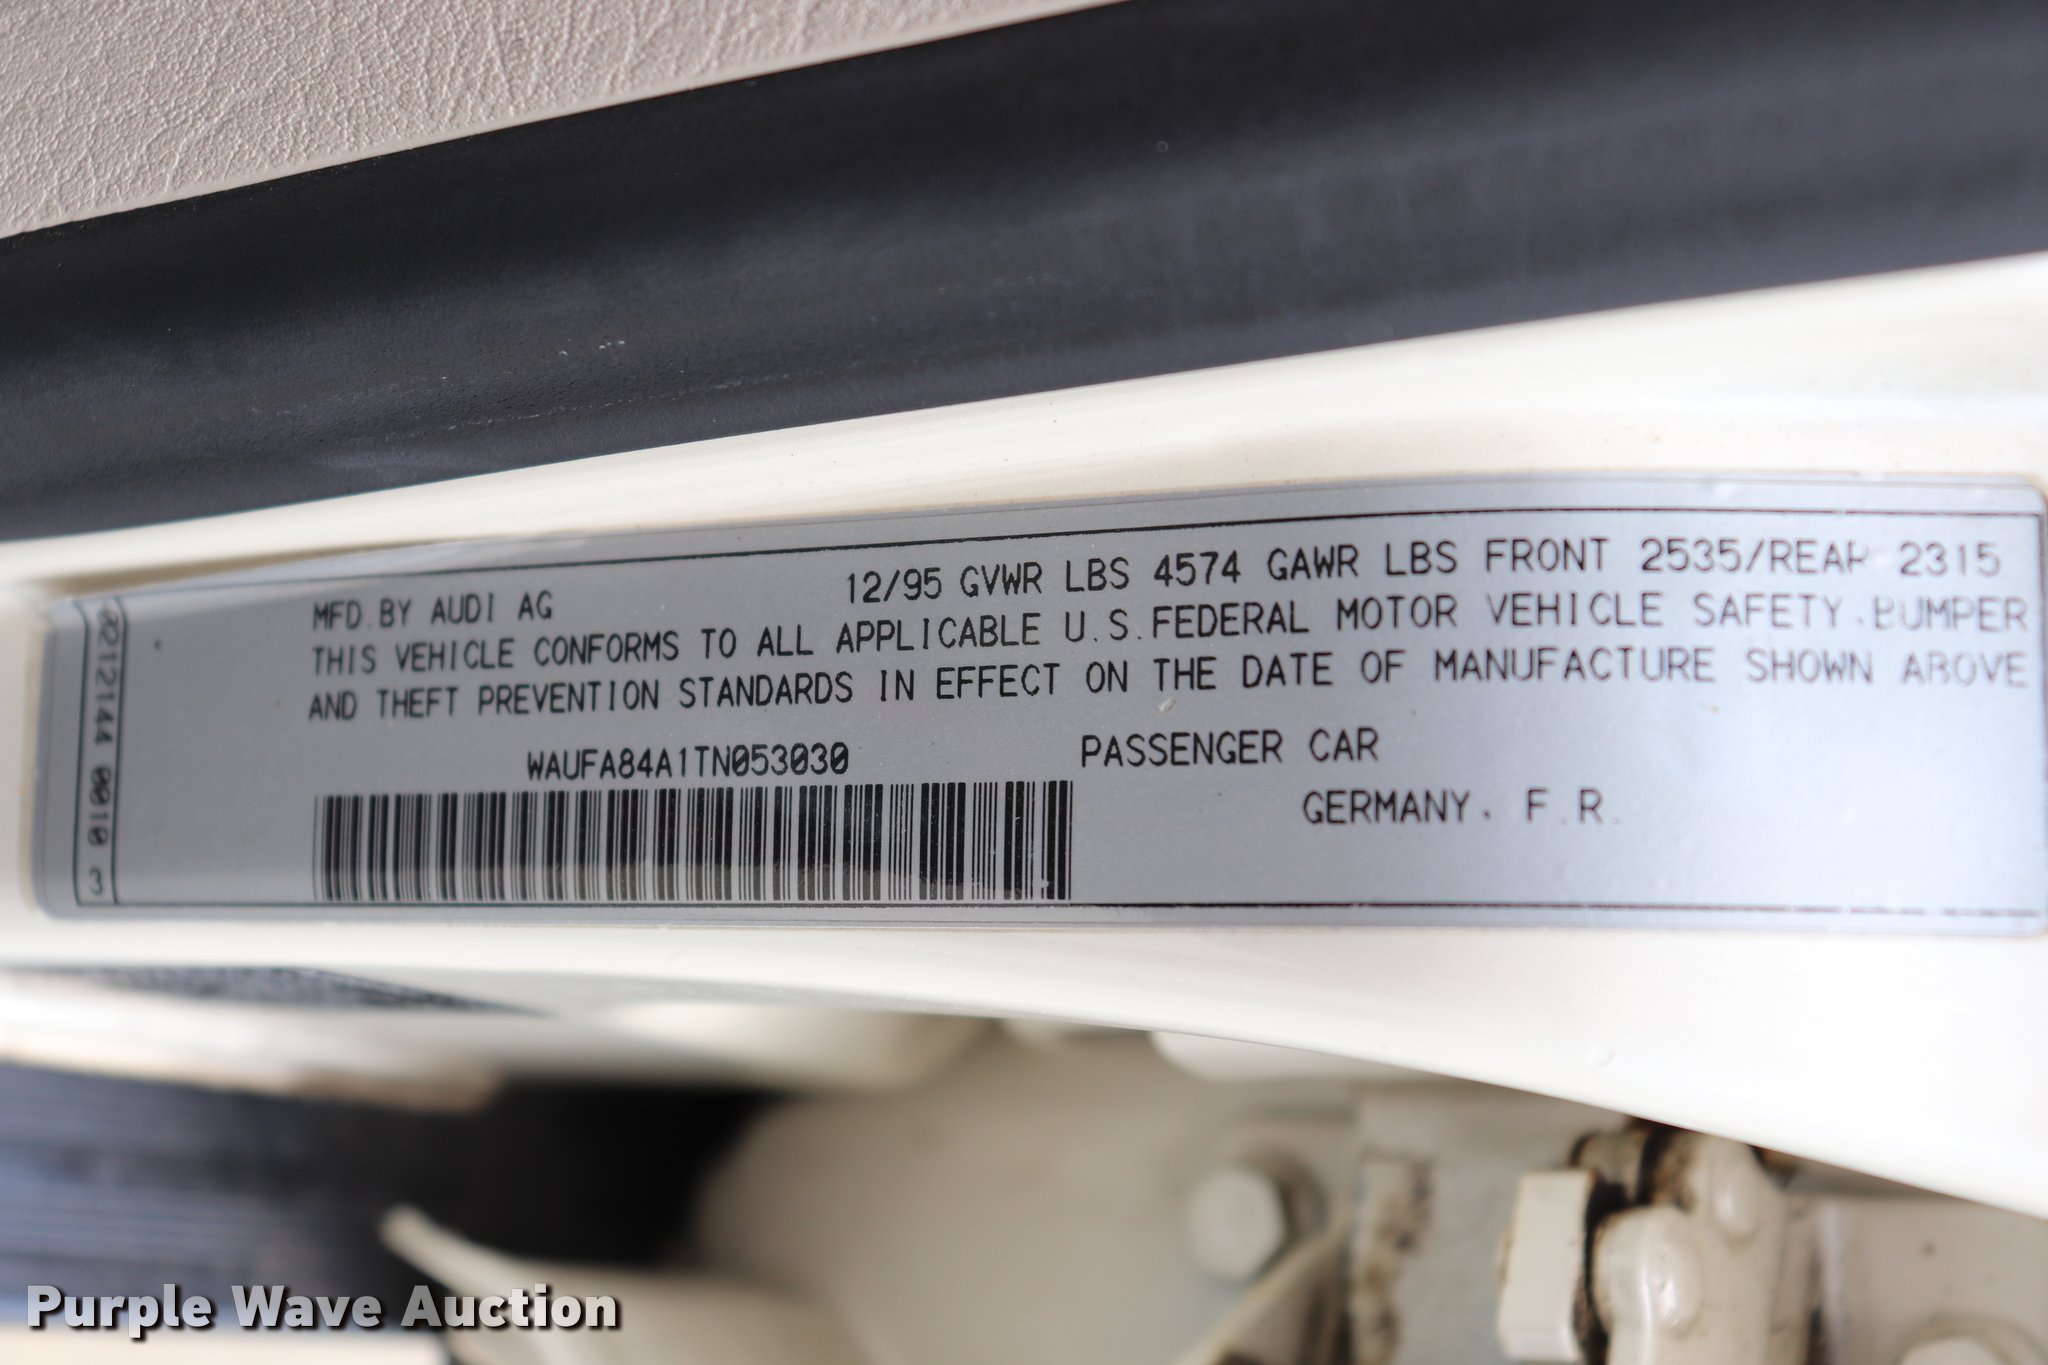 MFD.BY AUDI AG 12/95 GVWR LBS 4574 GAWR LBS FRONT 2535/REAR 2315
THIS VEHICLE CONFORMS TO ALL APPLICABLE U.S.FEDERAL MOTOR VEHICLE SAFETY,BUMPER
AND THEFT PREVENTION STANDARDS IN EFFECT ON THE DATE OF MANUFACTURE SHOWN ABOVE
WAUFA84A1TN053030 PASSENGER CAR
GERMANY, F.R.
Purple Wave Auction